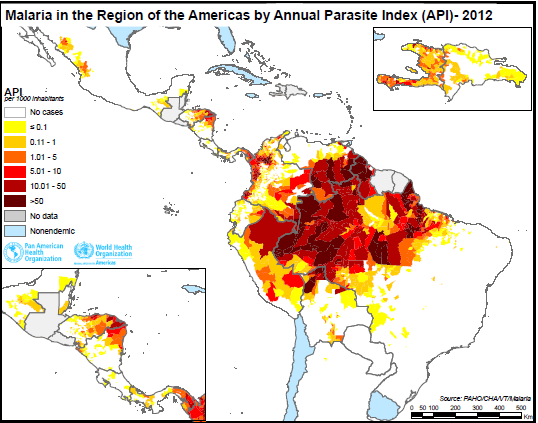 Malaria in the Region of the Americas by Annual Parasite Index (API)- 2012
API
per 1000 inhabitants
No cases
≤ 0.1
0.11 - 1
1.01 - 5
5.01 - 10
10.01 - 50
>50
No data
Nonendemic
Pan American
Health
Organization
World Health
Organization
Americas
Source: PAHO/CHA/VT/Malaria
0 50 100 200 300 400 500
Km